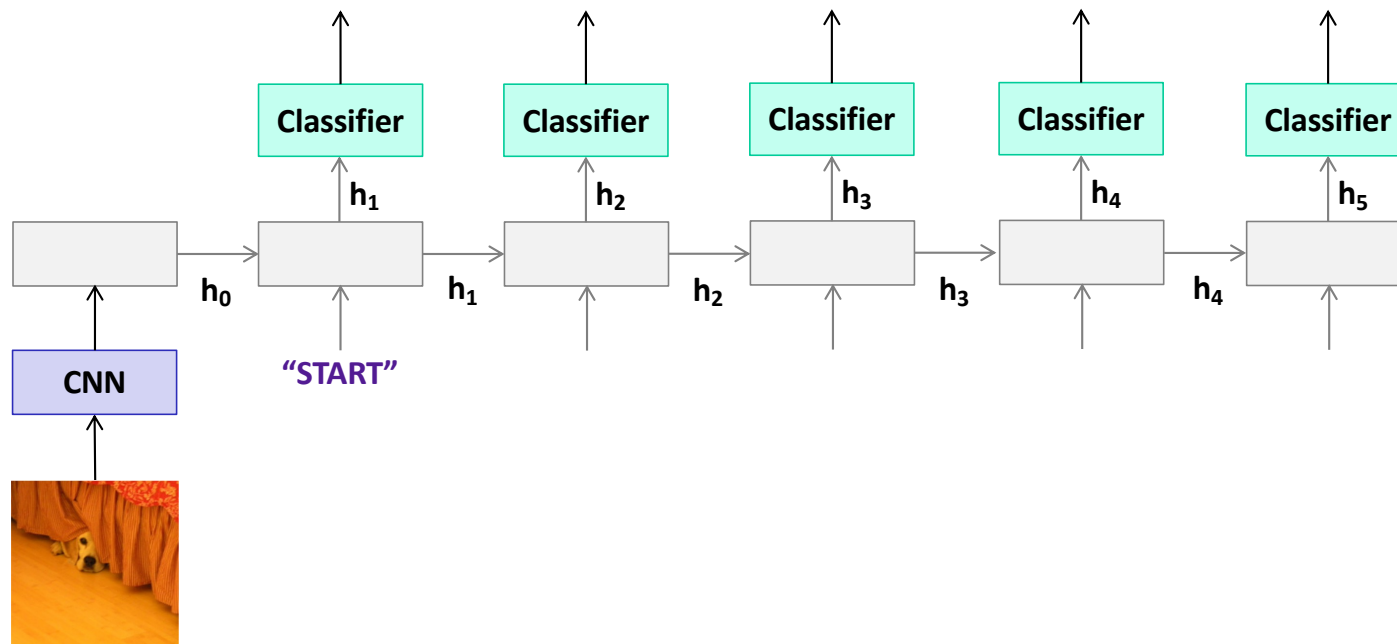 Classifier Classifier Classifier Classifier Classifier
h₁ h₂ h₃ h₄ h₅
h₀ h₁ h₂ h₃ h₄
“START”
CNN